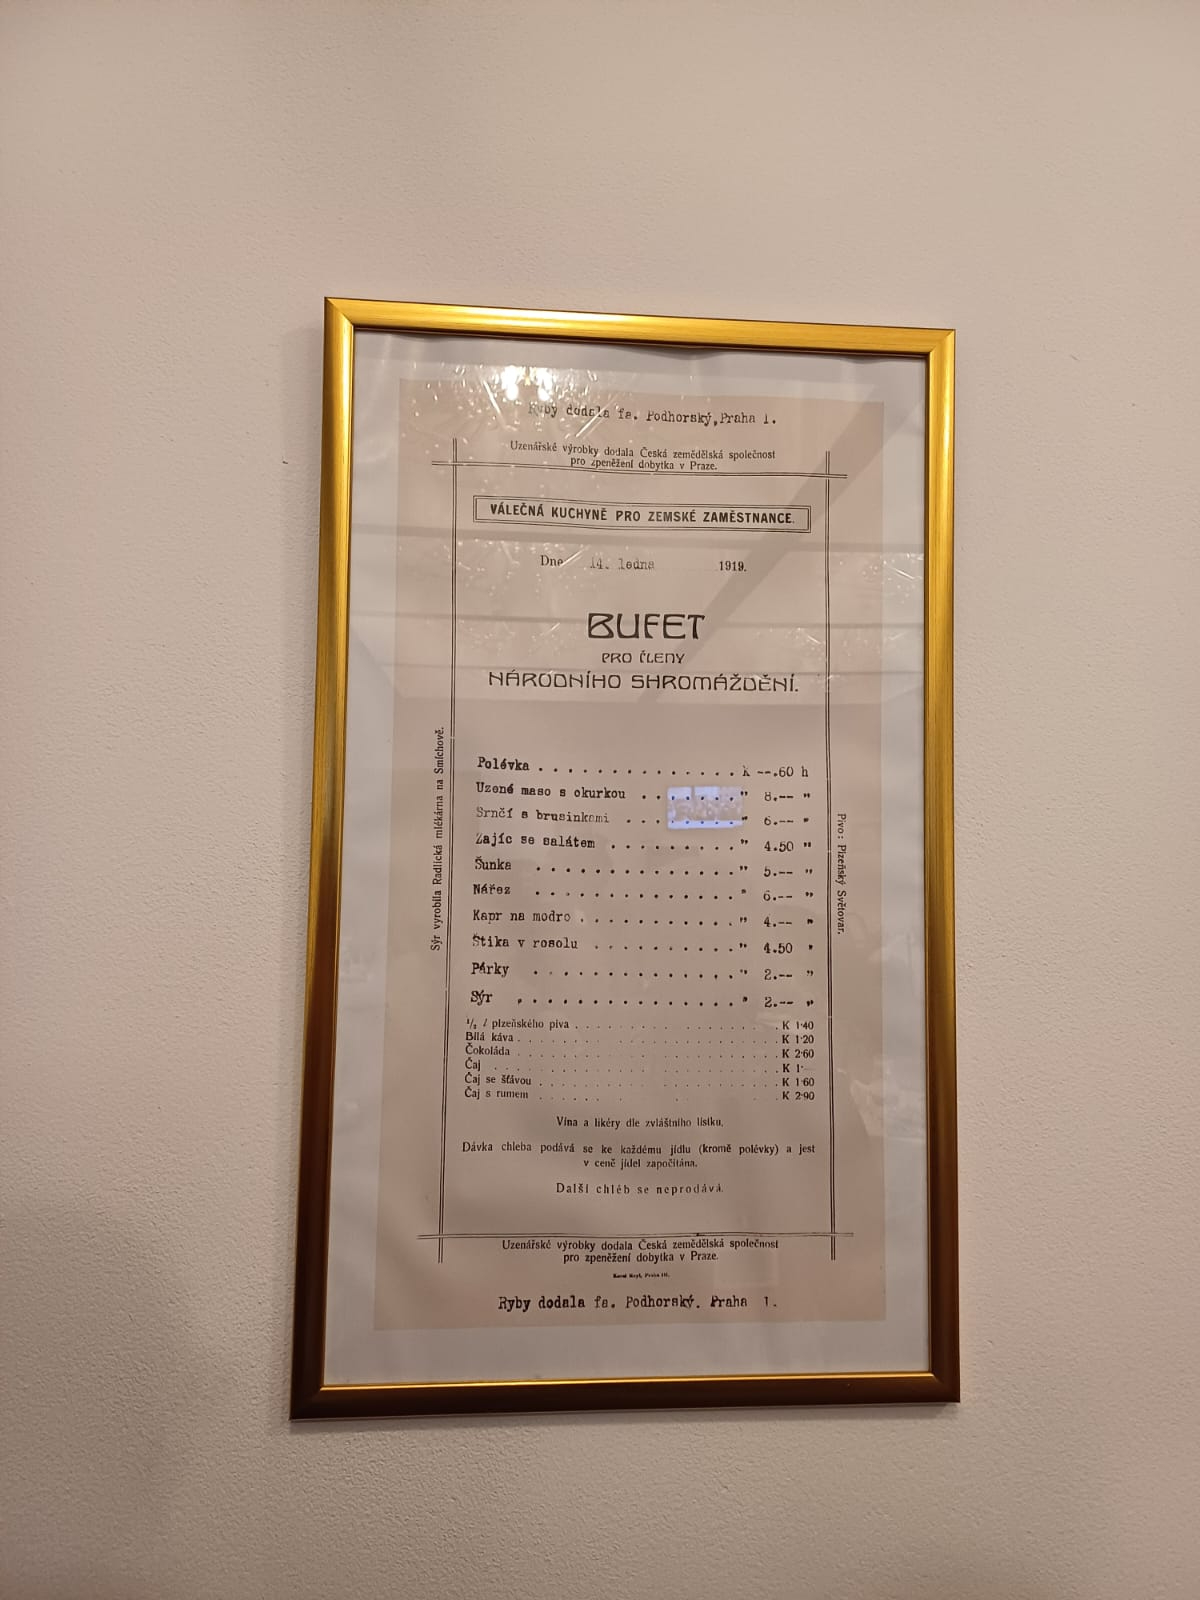 Ryby dodala fa. Podhorský, Praha 1.
Uzenářské výrobky dodala Česká zemědělská společnost
pro zpeněžení dobytka v Praze.
VÁLEČNÁ KUCHYNĚ PRO ZEMSKÉ ZAMĚSTNANCE.
Dne 14. ledna 1919.
BUFET
PRO ČLENY
NÁRODNÍHO SHROMÁŽDĚNÍ.
Sýr vyrobila Radlická mlékárna na Smíchově.
Polévka . . . . . . . . . . . . . . K --.60 h
Uzené maso s okurkou . . . . . . " 8.-- "
Srnčí s brusinkami . . . . . . . " 6.-- "
Zajíc se salátem . . . . . . . . . " 4.50 "
Šunka . . . . . . . . . . . . . . " 5.-- "
Nářez . . . . . . . . . . . . . . " 6.-- "
Kapr na modro . . . . . . . . . . . " 4.-- "
Štika v rosolu . . . . . . . . . . " 4.50 "
Párky . . . . . . . . . . . . . . " 2.-- "
Sýr . . . . . . . . . . . . . . . " 2.-- "
1/2 l plzeňského piva . . . . . . . . . . . . . . K 1·40
Bílá káva . . . . . . . . . . . . . . . . . . K 1·20
Čokoláda . . . . . . . . . . . . . . . . . . K 2·60
Čaj . . . . . . . . . . . . . . . . . . . . K 1·—
Čaj se šťávou . . . . . . . . . . . . . . . . K 1·60
Čaj s rumem . . . . . . . . . . . . . . . . K 2·90
Pivo: Plzeňský Světovar.
Vína a likéry dle zvláštního lístku.
Dávka chleba podává se ke každému jídlu (kromě polévky) a jest
v ceně jídel započítána.
Další chléb se neprodává.
Uzenářské výrobky dodala Česká zemědělská společnost
pro zpeněžení dobytka v Praze.
Praha III.
Ryby dodala fa. Podhorský. Praha 1.